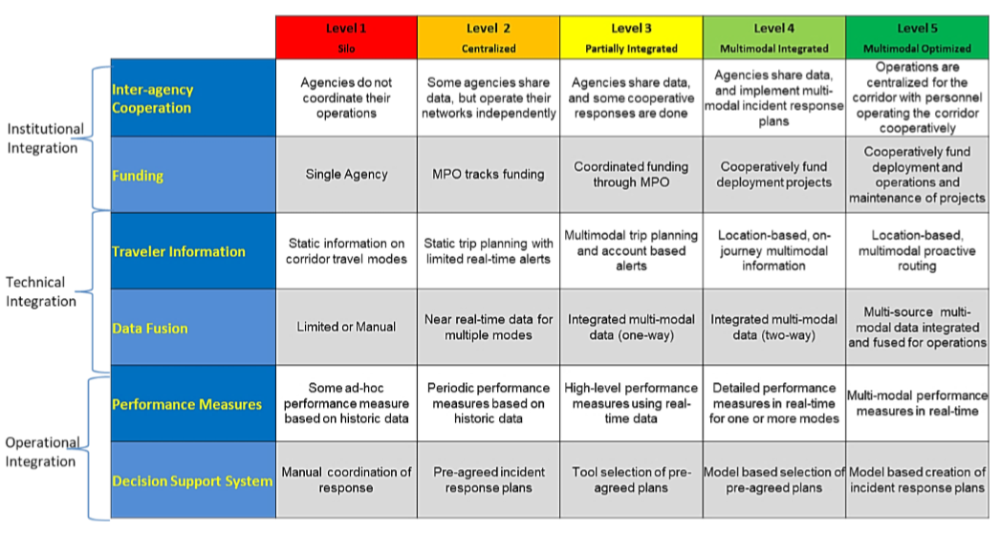 Level 1
Silo
Level 2
Centralized
Level 3
Partially Integrated
Level 4
Multimodal Integrated
Level 5
Multimodal Optimized
Institutional
Integration
Inter-agency
Cooperation
Agencies do not
coordinate their
operations
Some agencies share
data, but operate their
networks independently
Agencies share data,
and some cooperative
responses are done
Agencies share data,
and implement multi-
modal incident response
plans
Operations are
centralized for the
corridor with personnel
operating the corridor
cooperatively
Funding
Single Agency
MPO tracks funding
Coordinated funding
through MPO
Cooperatively fund
deployment projects
Cooperatively fund
deployment and
operations and
maintenance of projects
Technical
Integration
Traveler Information
Static information on
corridor travel modes
Static trip planning with
limited real-time alerts
Multimodal trip planning
and account based
alerts
Location-based, on-
journey multimodal
information
Location-based,
multimodal proactive
routing
Data Fusion
Limited or Manual
Near real-time data for
multiple modes
Integrated multi-modal
data (one-way)
Integrated multi-modal
data (two-way)
Multi-source multi-
modal data integrated
and fused for operations
Operational
Integration
Performance Measures
Some ad-hoc
performance measure
based on historic data
Periodic performance
measures based on
historic data
High-level performance
measures using real-
time data
Detailed performance
measures in real-time
for one or more modes
Multi-modal performance
measures in real-time
Decision Support System
Manual coordination of
response
Pre-agreed incident
response plans
Tool selection of pre-
agreed plans
Model based selection of
pre-agreed plans
Model based creation of
incident response plans